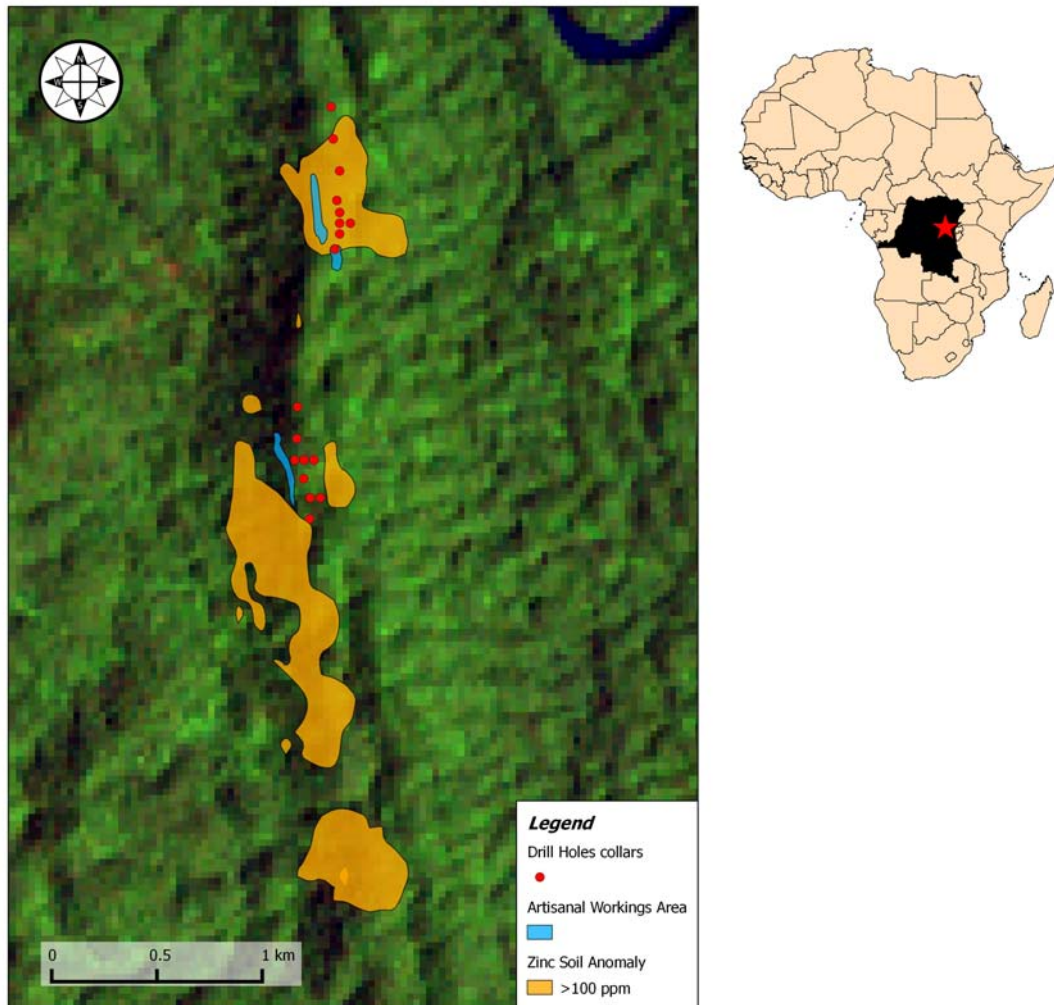 N
W E
S
Legend
Drill Holes collars
Artisanal Workings Area
Zinc Soil Anomaly
>100 ppm
0 0.5 1 km